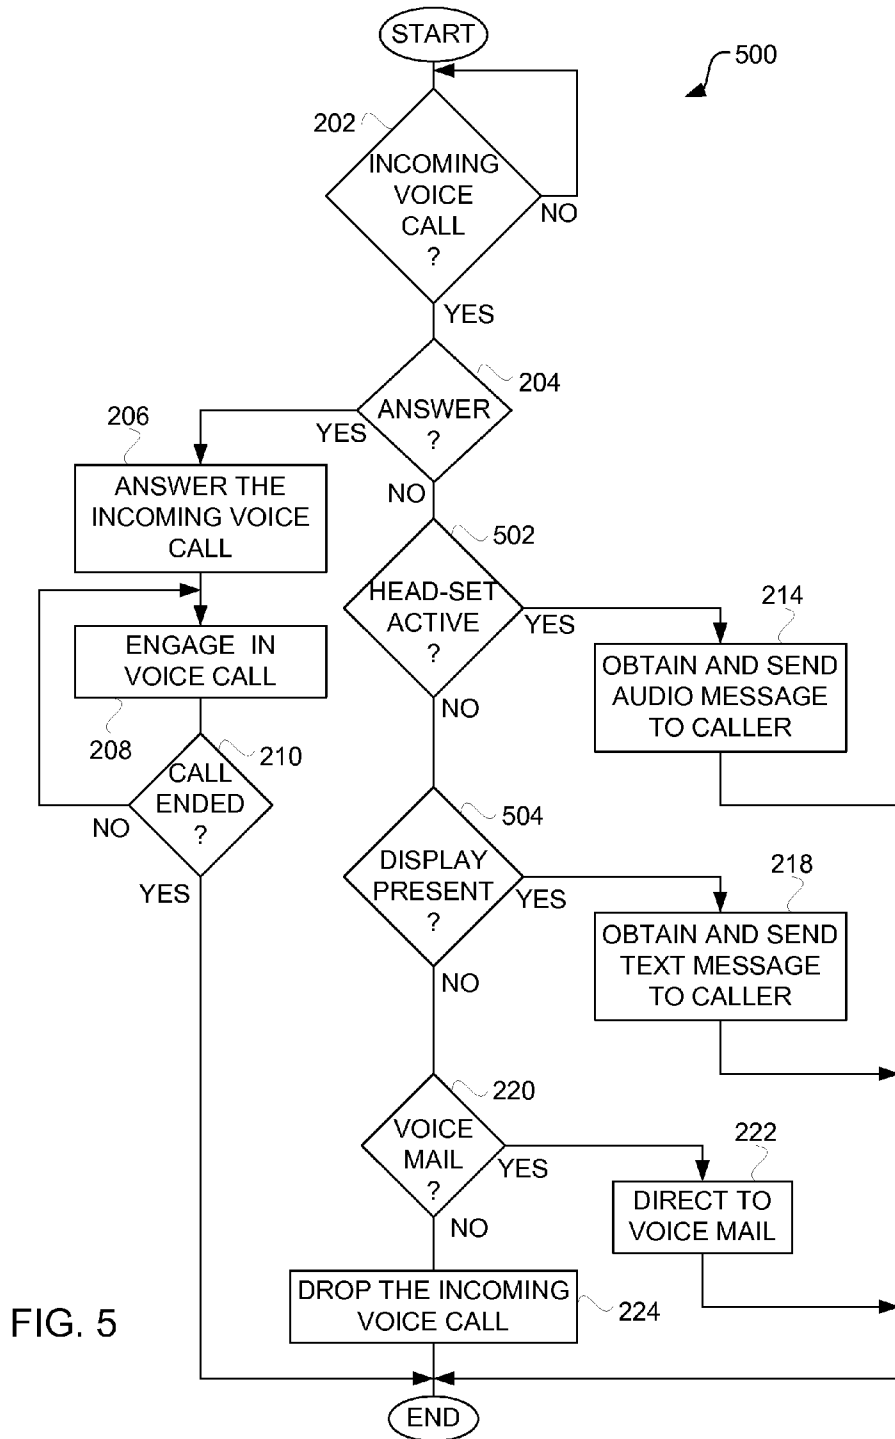 START
500
202
INCOMING
VOICE
CALL
?
NO
YES
204
ANSWER
?
YES
NO
206
ANSWER THE
INCOMING VOICE
CALL
502
HEAD-SET
ACTIVE
?
YES
NO
214
OBTAIN AND SEND
AUDIO MESSAGE
TO CALLER
ENGAGE IN
VOICE CALL
208
210
CALL
ENDED
?
NO
YES
504
DISPLAY
PRESENT
?
YES
NO
218
OBTAIN AND SEND
TEXT MESSAGE
TO CALLER
220
VOICE
MAIL
?
YES
NO
222
DIRECT TO
VOICE MAIL
DROP THE INCOMING
VOICE CALL
224
FIG. 5
END